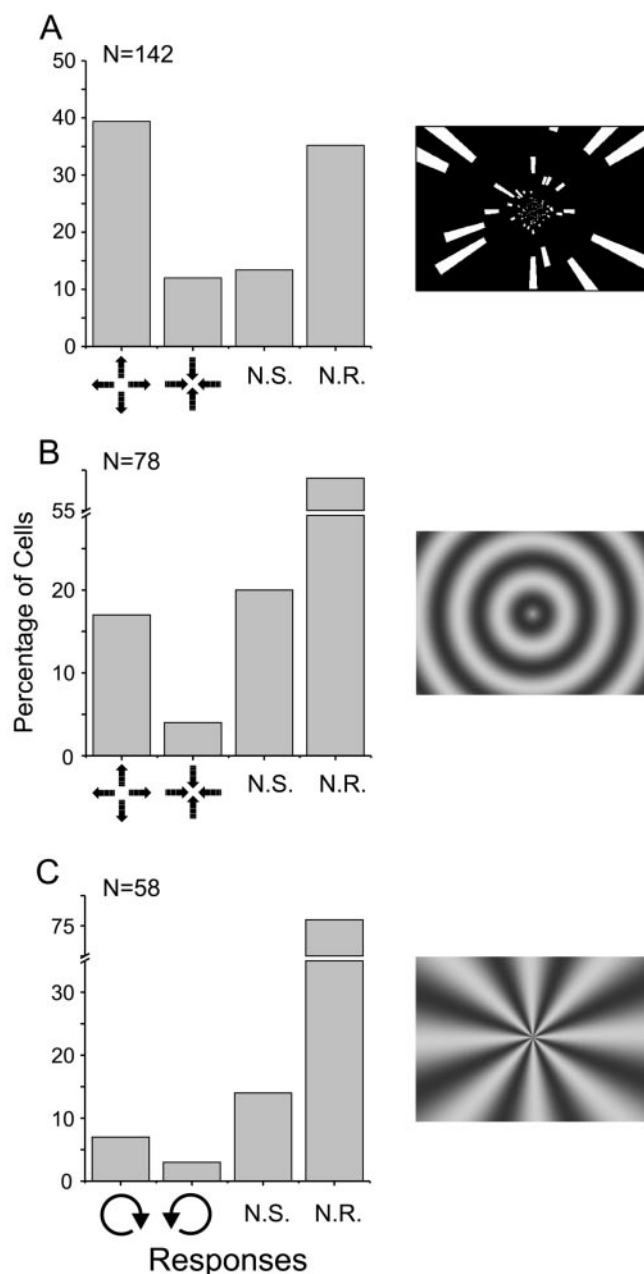 A
N=142
50
40
30
20
10
0
N.S. N.R.
B
N=78
55
20
10
0
N.S. N.R.
Percentage of Cells
C
N=58
75
30
20
10
0
N.S. N.R.
Responses